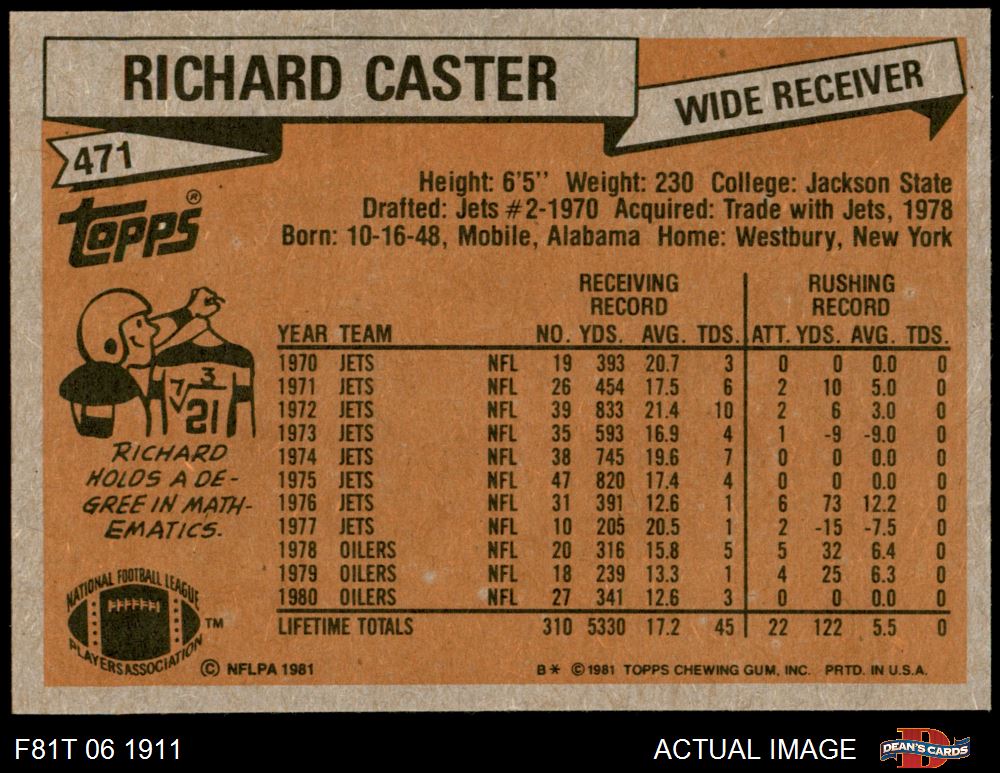 RICHARD CASTER
WIDE RECEIVER
471
TOPPS®
Height: 6'5" Weight: 230 College: Jackson State
Drafted: Jets #2-1970 Acquired: Trade with Jets, 1978
Born: 10-16-48, Mobile, Alabama Home: Westbury, New York
RECEIVING RECORD RUSHING RECORD
YEAR TEAM NO. YDS. AVG. TDS. ATT. YDS. AVG. TDS.
1970 JETS NFL 19 393 20.7 3 0 0 0.0 0
1971 JETS NFL 26 454 17.5 6 2 10 5.0 0
1972 JETS NFL 39 833 21.4 10 2 6 3.0 0
1973 JETS NFL 35 593 16.9 4 1 -9 -9.0 0
1974 JETS NFL 38 745 19.6 7 0 0 0.0 0
1975 JETS NFL 47 820 17.4 4 0 0 0.0 0
1976 JETS NFL 31 391 12.6 1 6 73 12.2 0
1977 JETS NFL 10 205 20.5 1 2 -15 -7.5 0
1978 OILERS NFL 20 316 15.8 5 5 32 6.4 0
1979 OILERS NFL 18 239 13.3 1 4 25 6.3 0
1980 OILERS NFL 27 341 12.6 3 0 0 0.0 0
LIFETIME TOTALS 310 5330 17.2 45 22 122 5.5 0
3
7√21
RICHARD
HOLDS A DE-
GREE IN MATH-
EMATICS.
NATIONAL FOOTBALL LEAGUE
PLAYERS ASSOCIATION
TM
© NFLPA 1981
B* © 1981 TOPPS CHEWING GUM, INC. PRTD. IN U.S.A.
F81T 06 1911
ACTUAL IMAGE
DEAN'S CARDS